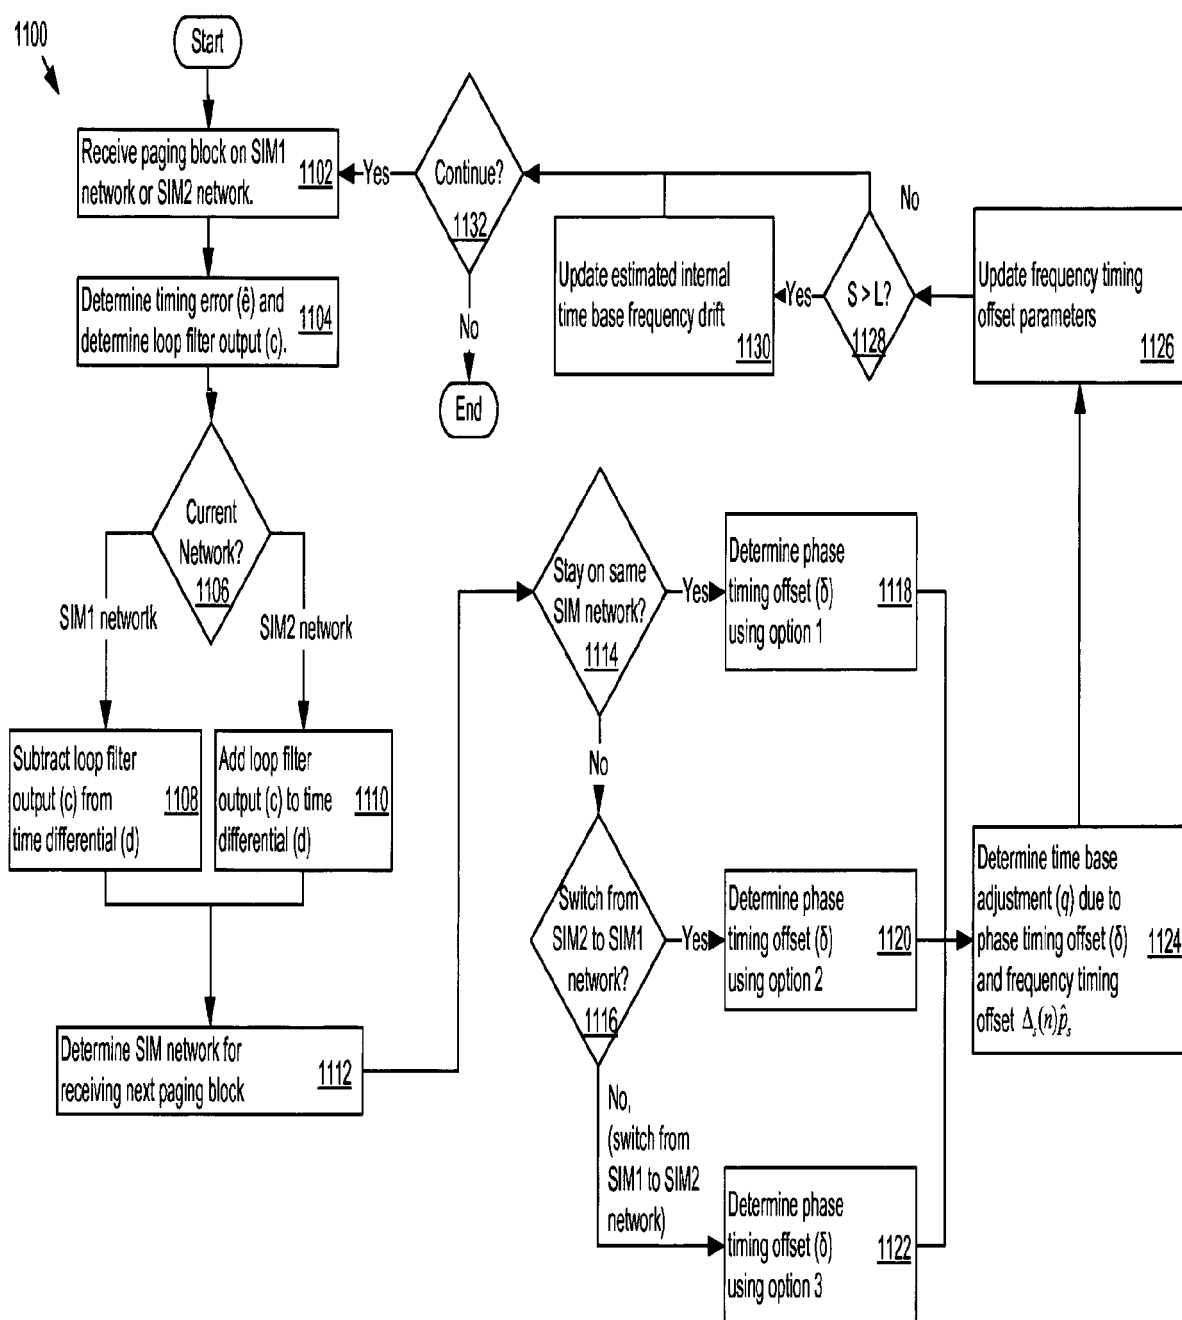 1100
Start
Receive paging block on SIM1
network or SIM2 network.
1102
Yes
Continue?
1132
No
End
Determine timing error (ê) and
determine loop filter output (c).
1104
Current
Network?
1106
SIM1 networtk
SIM2 network
Subtract loop filter
output (c) from
time differential (d)
1108
Add loop filter
output (c) to time
differential (d)
1110
Determine SIM network for
receiving next paging block
1112
Stay on same
SIM network?
1114
Yes
No
Determine phase
timing offset (δ)
using option 1
1118
Switch from
SIM2 to SIM1
network?
1116
Yes
Determine phase
timing offset (δ)
using option 2
1120
No,
(switch from
SIM1 to SIM2
network)
Determine phase
timing offset (δ)
using option 3
1122
Determine time base
adjustment (q) due to
phase timing offset (δ)
and frequency timing
offset Δₛ(n)p̂ₛ
1124
Update frequency timing
offset parameters
1126
S > L?
1128
No
Yes
Update estimated internal
time base frequency drift
1130